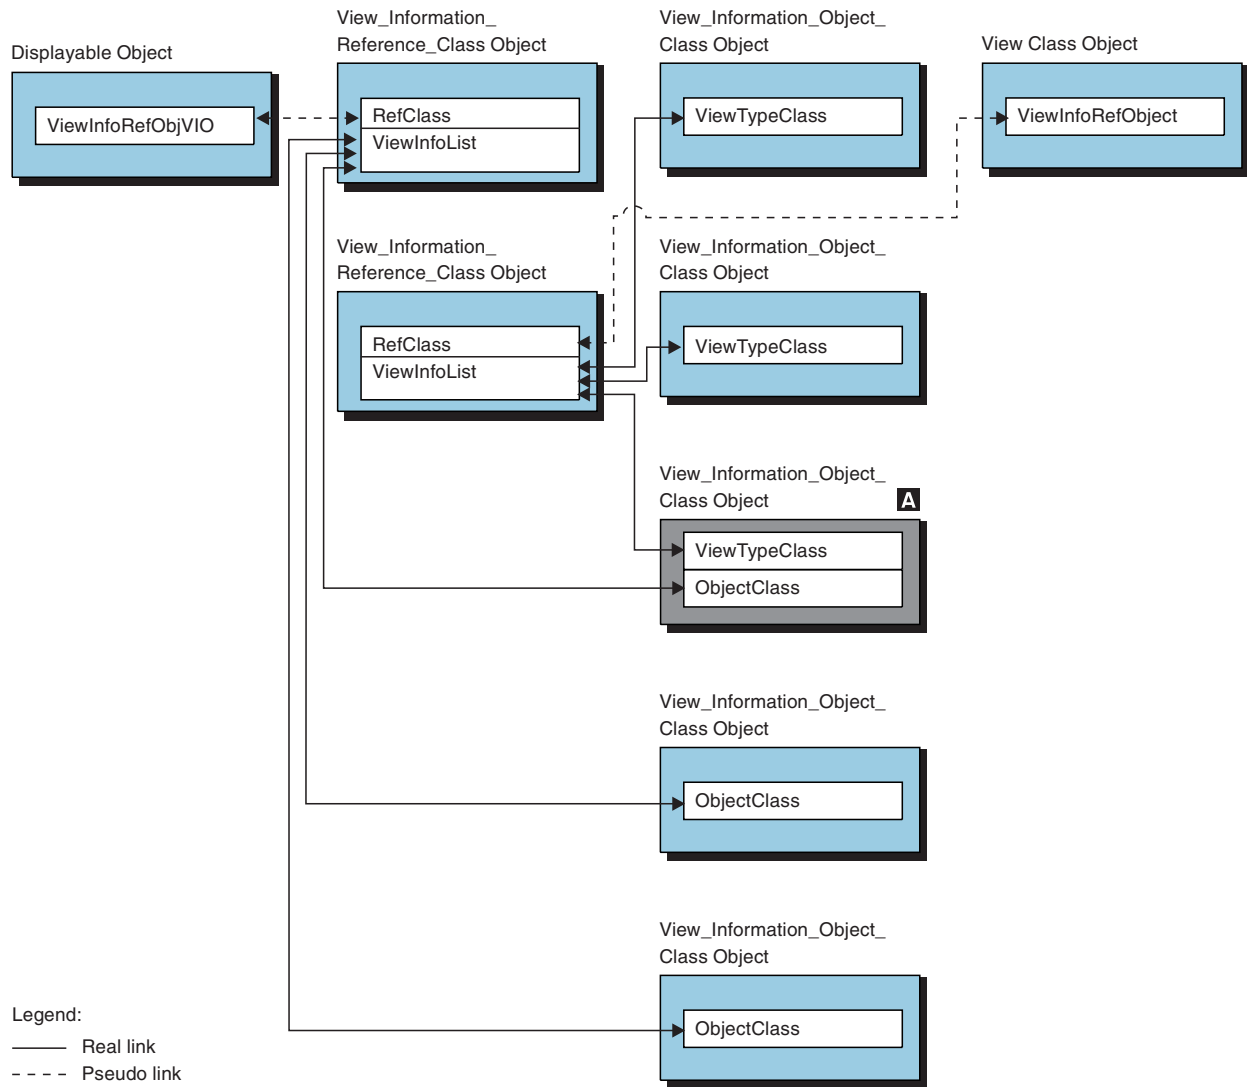 Displayable Object
ViewInfoRefObjVIO
View_Information_
Reference_Class Object
RefClass
ViewInfoList
View_Information_Object_
Class Object
ViewTypeClass
View Class Object
ViewInfoRefObject
View_Information_
Reference_Class Object
RefClass
ViewInfoList
View_Information_Object_
Class Object
ViewTypeClass
View_Information_Object_
Class Object
A
ViewTypeClass
ObjectClass
View_Information_Object_
Class Object
ObjectClass
View_Information_Object_
Class Object
ObjectClass
Legend:
Real link
Pseudo link